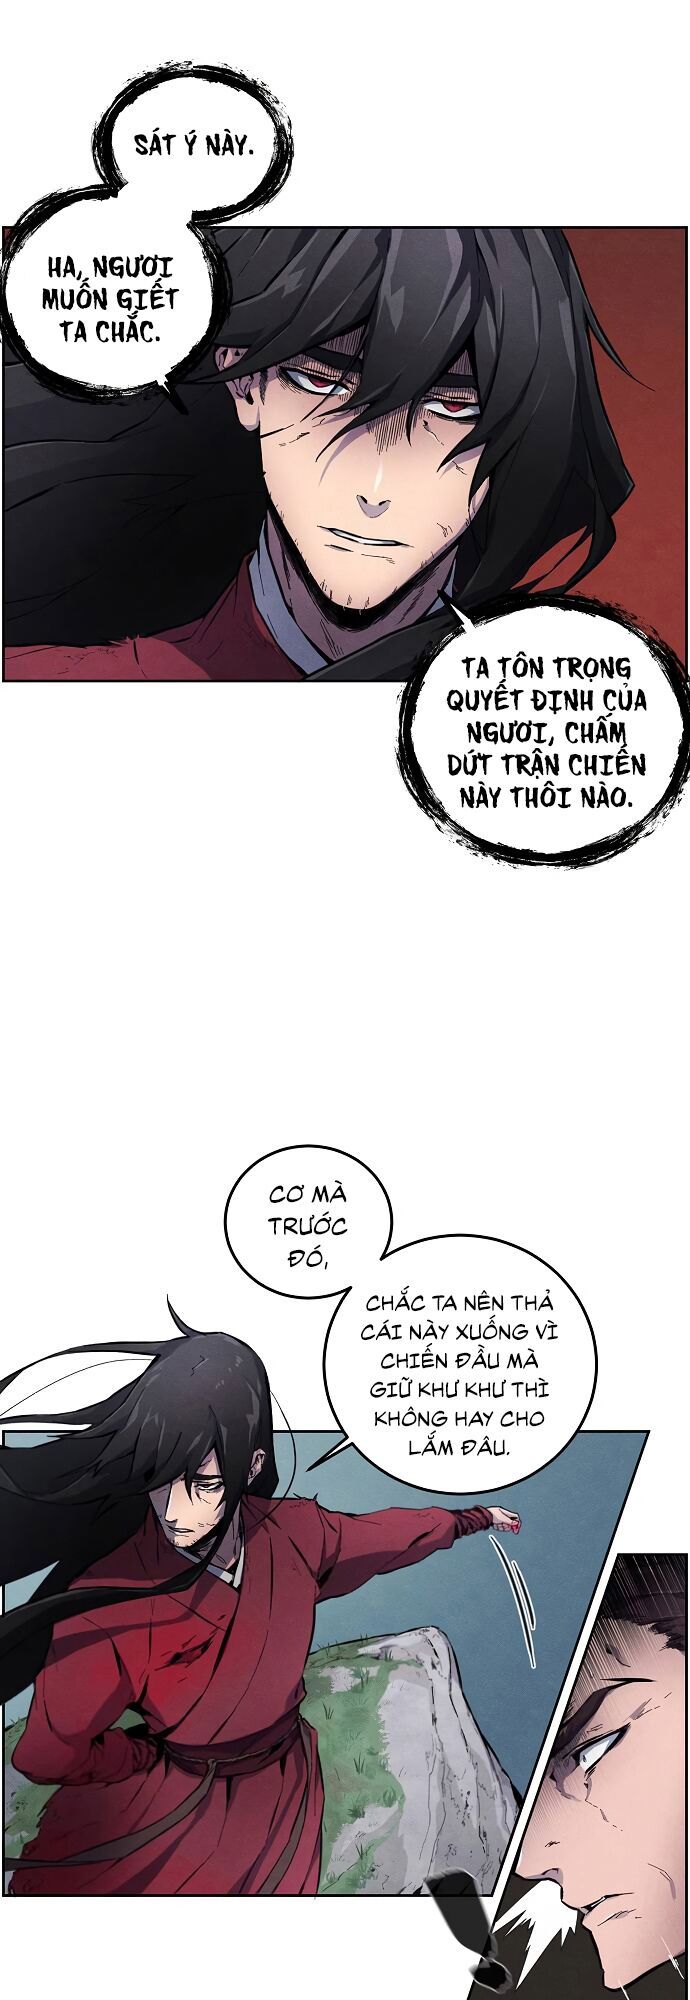 SÁT Ý NÀY.
HA, NGƯƠI
MUỐN GIẾT
TA CHẮC.
TA TÔN TRỌNG
QUYẾT ĐỊNH CỦA
NGƯƠI, CHẤM
DỨT TRẬN CHIẾN
NÀY THÔI NÀO.
CƠ MÀ
TRƯỚC
ĐÓ,
CHẮC TA NÊN THẢ
CÁI NÀY XUỐNG VÌ
CHIẾN ĐẤU MÀ
GIỮ KHƯ KHƯ THÌ
KHÔNG HAY CHO
LẮM ĐÂU.